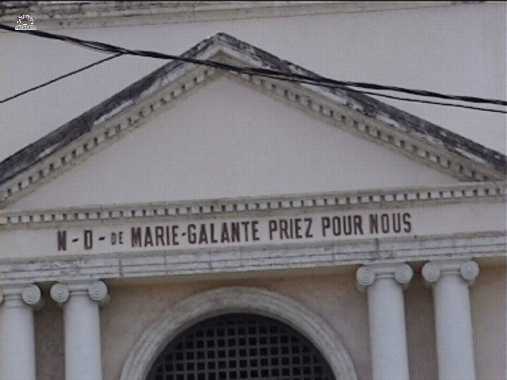 N - D - DE MARIE-GALANTE PRIEZ POUR NOUS